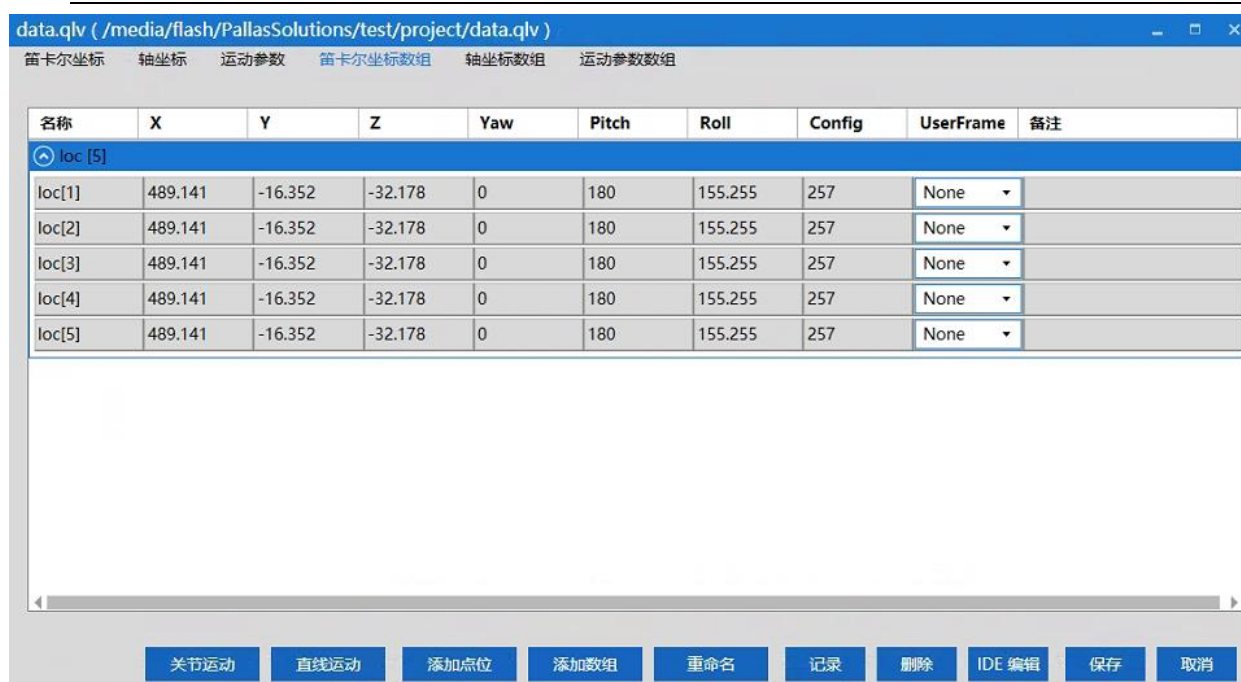 data.qlv ( /media/flash/PallasSolutions/test/project/data.qlv )
笛卡尔坐标 轴坐标 运动参数 笛卡尔坐标数组 轴坐标数组 运动参数数组
名称 X Y Z Yaw Pitch Roll Config UserFrame 备注
loc [5]
loc[1] 489.141 -16.352 -32.178 0 180 155.255 257 None
loc[2] 489.141 -16.352 -32.178 0 180 155.255 257 None
loc[3] 489.141 -16.352 -32.178 0 180 155.255 257 None
loc[4] 489.141 -16.352 -32.178 0 180 155.255 257 None
loc[5] 489.141 -16.352 -32.178 0 180 155.255 257 None
关节运动 直线运动 添加点位 添加数组 重命名 记录 删除 IDE 编辑 保存 取消